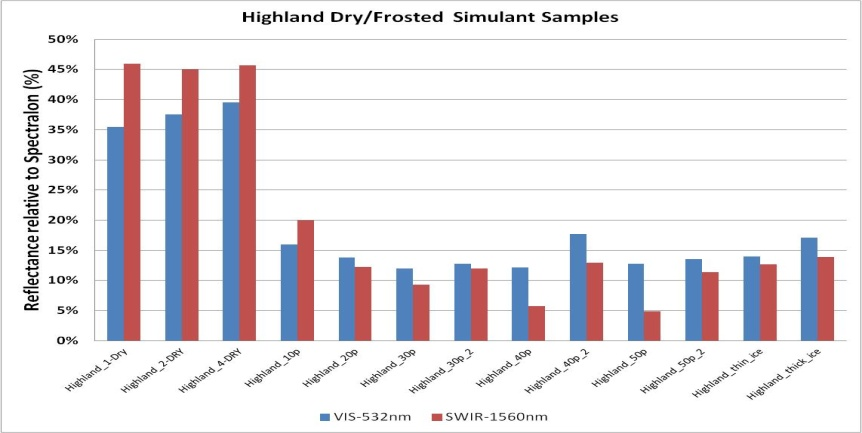 Highland Dry/Frosted Simulant Samples
Reflectance relative to Spectralon (%)
50%
45%
40%
35%
30%
25%
20%
15%
10%
5%
0%
Highland_1-Dry
Highland_2-DRY
Highland_4-DRY
Highland_10p
Highland_20p
Highland_30p
Highland_30p_2
Highland_40p
Highland_40p_2
Highland_50p
Highland_50p_2
Highland_thin_ice
Highland_thick_ice
VIS-532nm
SWIR-1560nm